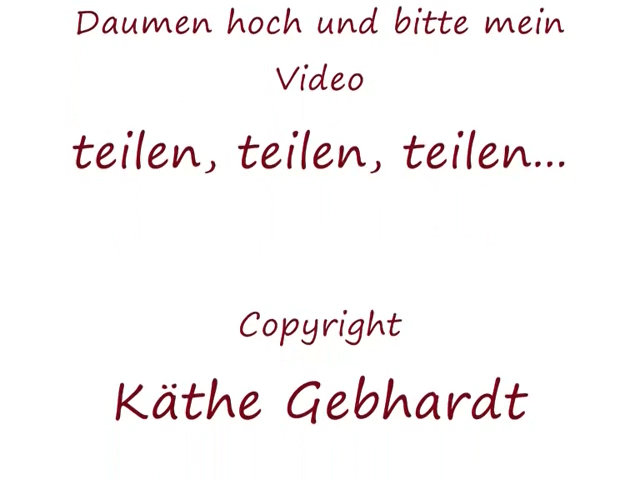 Daumen hoch und bitte mein
Video
teilen, teilen, teilen...
Copyright
Käthe Gebhardt